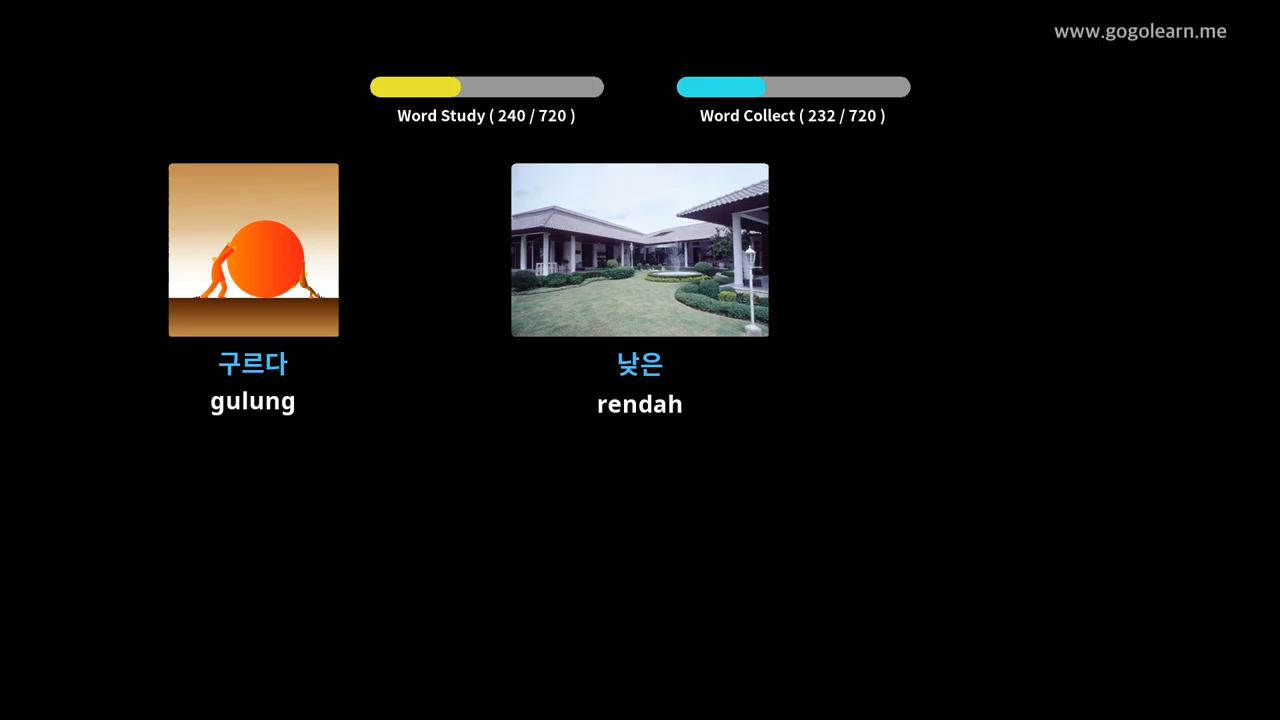 www.gogolearn.me
Word Study ( 240 / 720 )
Word Collect ( 232 / 720 )
구르다
gulung
낮은
rendah